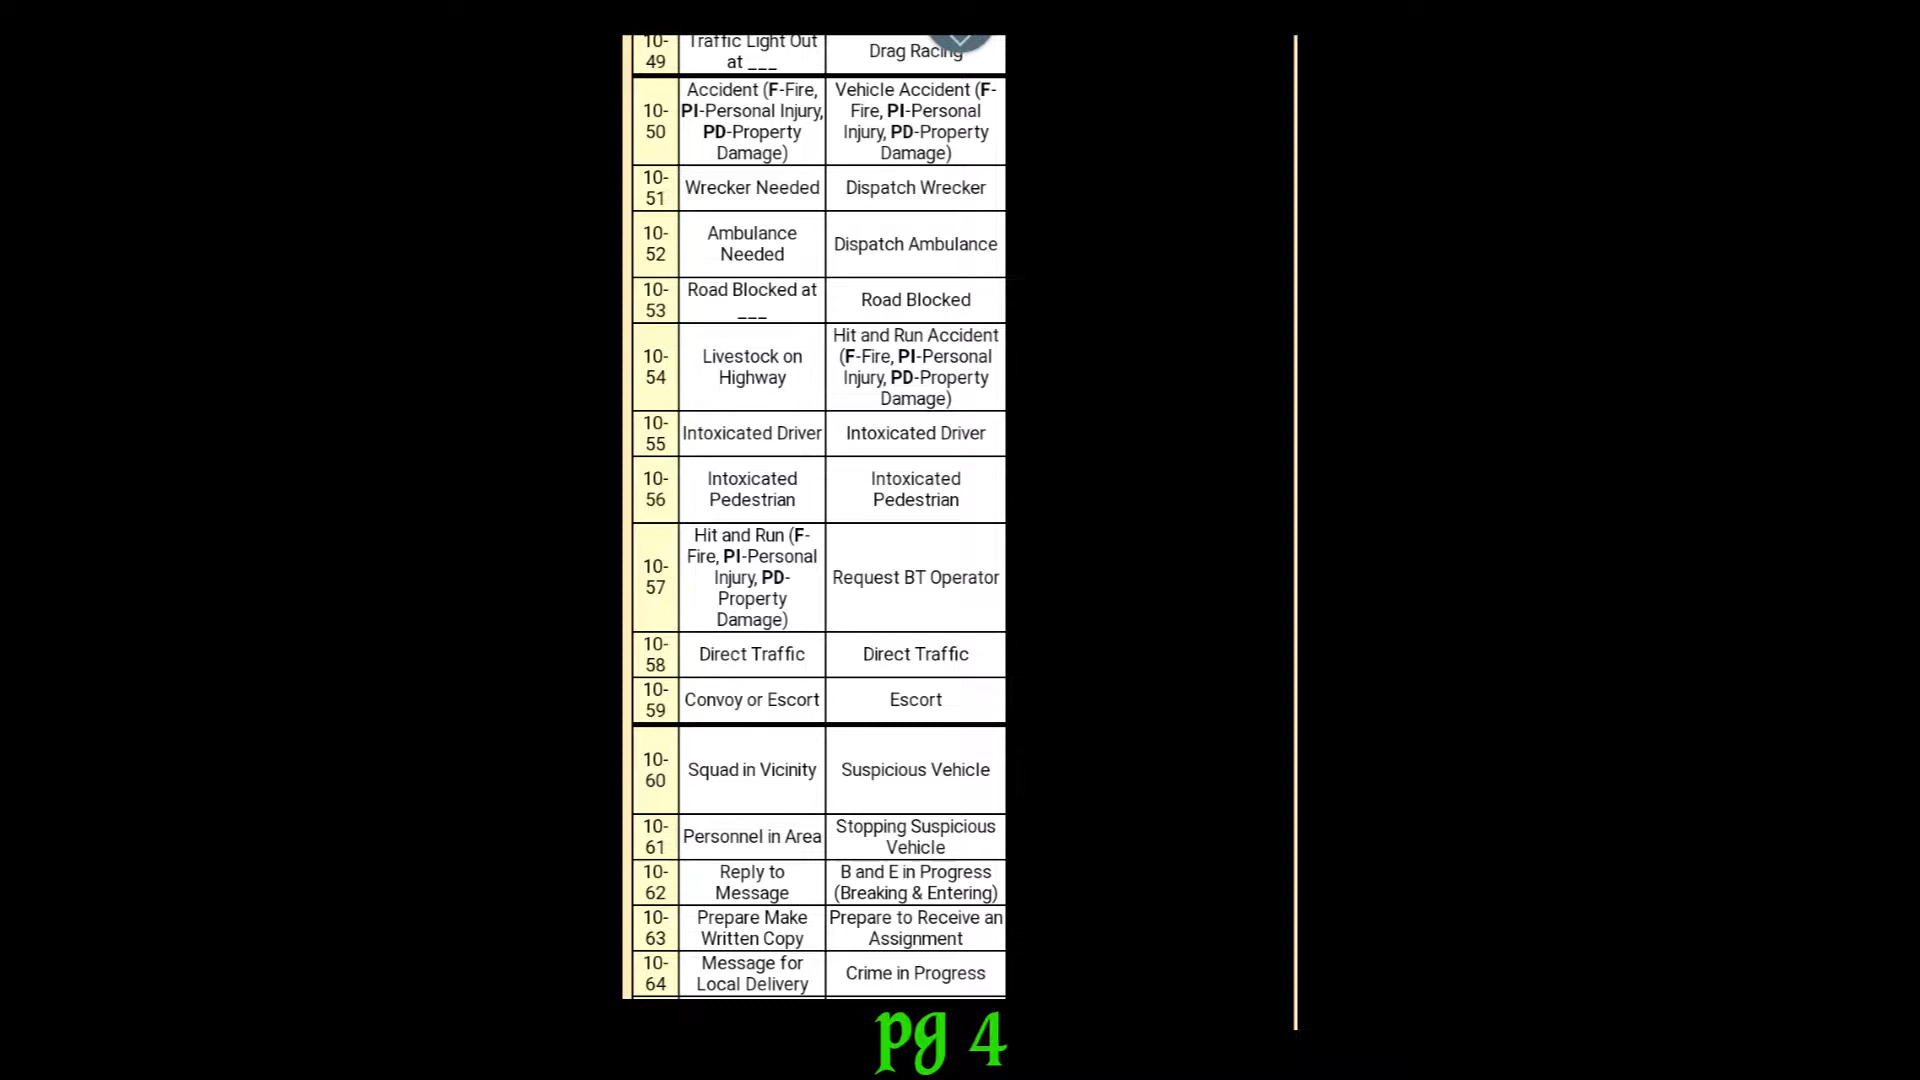 10-
49
Traffic Light Out
at ___
Drag Racing
10-
50
Accident (F-Fire,
PI-Personal Injury,
PD-Property
Damage)
Vehicle Accident (F-
Fire, PI-Personal
Injury, PD-Property
Damage)
10-
51
Wrecker Needed
Dispatch Wrecker
10-
52
Ambulance
Needed
Dispatch Ambulance
10-
53
Road Blocked at
___
Road Blocked
10-
54
Livestock on
Highway
Hit and Run Accident
(F-Fire, PI-Personal
Injury, PD-Property
Damage)
10-
55
Intoxicated Driver
Intoxicated Driver
10-
56
Intoxicated
Pedestrian
Intoxicated
Pedestrian
10-
57
Hit and Run (F-
Fire, PI-Personal
Injury, PD-
Property
Damage)
Request BT Operator
10-
58
Direct Traffic
Direct Traffic
10-
59
Convoy or Escort
Escort
10-
60
Squad in Vicinity
Suspicious Vehicle
10-
61
Personnel in Area
Stopping Suspicious
Vehicle
10-
62
Reply to
Message
B and E in Progress
(Breaking & Entering)
10-
63
Prepare Make
Written Copy
Prepare to Receive an
Assignment
10-
64
Message for
Local Delivery
Crime in Progress
pg 4